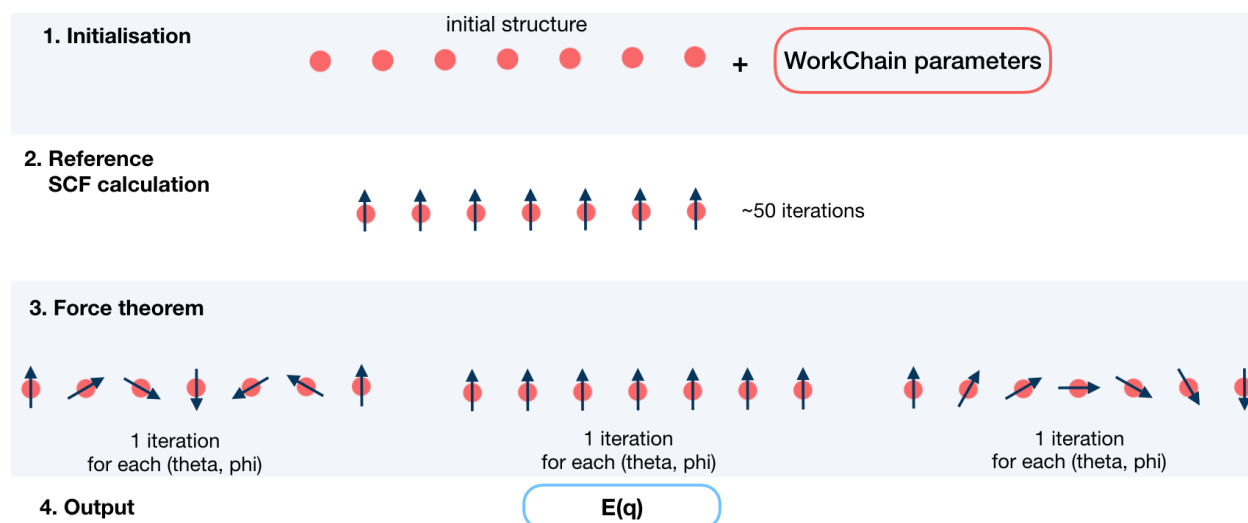 1. Initialisation
initial structure
+
WorkChain parameters
2. Reference
SCF calculation
~50 iterations
3. Force theorem
1 iteration
for each (theta, phi)
1 iteration
for each (theta, phi)
1 iteration
for each (theta, phi)
4. Output
E(q)